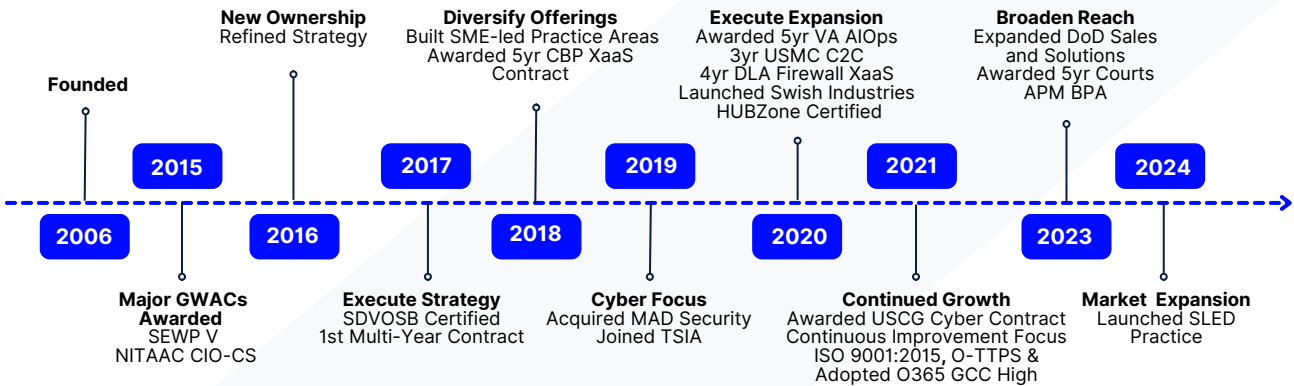 Founded
2006
2015
Major GWACs
Awarded
SEWP V
NITAAC CIO-CS
New Ownership
Refined Strategy
2016
2017
Execute Strategy
SDVOSB Certified
1st Multi-Year Contract
Diversify Offerings
Built SME-led Practice Areas
Awarded 5yr CBP XaaS
Contract
2018
2019
Cyber Focus
Acquired MAD Security
Joined TSIA
Execute Expansion
Awarded 5yr VA AIOps
3yr USMC C2C
4yr DLA Firewall XaaS
Launched Swish Industries
HUBZone Certified
2020
2021
Continued Growth
Awarded USCG Cyber Contract
Continuous Improvement Focus
ISO 9001:2015, O-TTPS &
Adopted O365 GCC High
Broaden Reach
Expanded DoD Sales
and Solutions
Awarded 5yr Courts
APM BPA
2023
2024
Market Expansion
Launched SLED
Practice